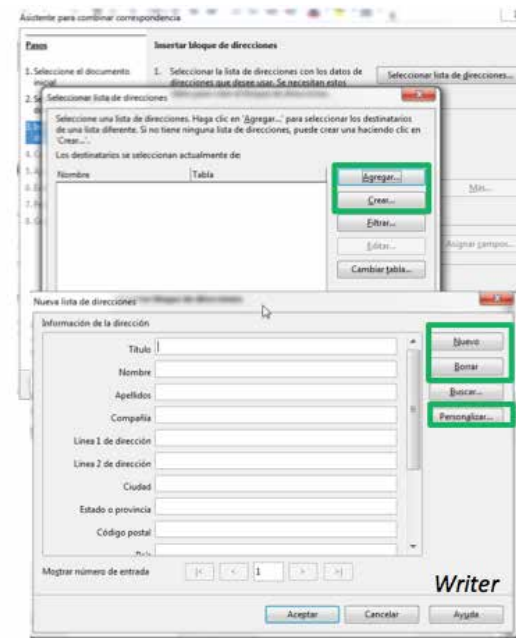 Asistente para combinar correspondencia
Pasos
Insertar bloque de direcciones
1. Seleccione el documento inicial
1. Seleccionar la lista de direcciones con los datos de direcciones que desee usar. Se necesitan estos
Seleccionar lista de direcciones...
Seleccionar lista de direcciones
Seleccione una lista de direcciones. Haga clic en 'Agregar...' para seleccionar los destinatarios
de una lista diferente. Si no tiene ninguna lista de direcciones, puede crear una haciendo clic en
'Crear...'.
Los destinatarios se seleccionan actualmente de:
Nombre
Tabla
Agregar...
Crear...
Filtrar...
Editar...
Cambiar tabla...
Más...
Asignar campos...
Nueva lista de direcciones
Información de la dirección
Título
Nombre
Apellidos
Compañía
Línea 1 de dirección
Línea 2 de dirección
Ciudad
Estado o provincia
Código postal
País
Nuevo
Borrar
Buscar...
Personalizar...
Mostrar número de entrada
|<
<
1
>
>|
Writer
Aceptar
Cancelar
Ayuda